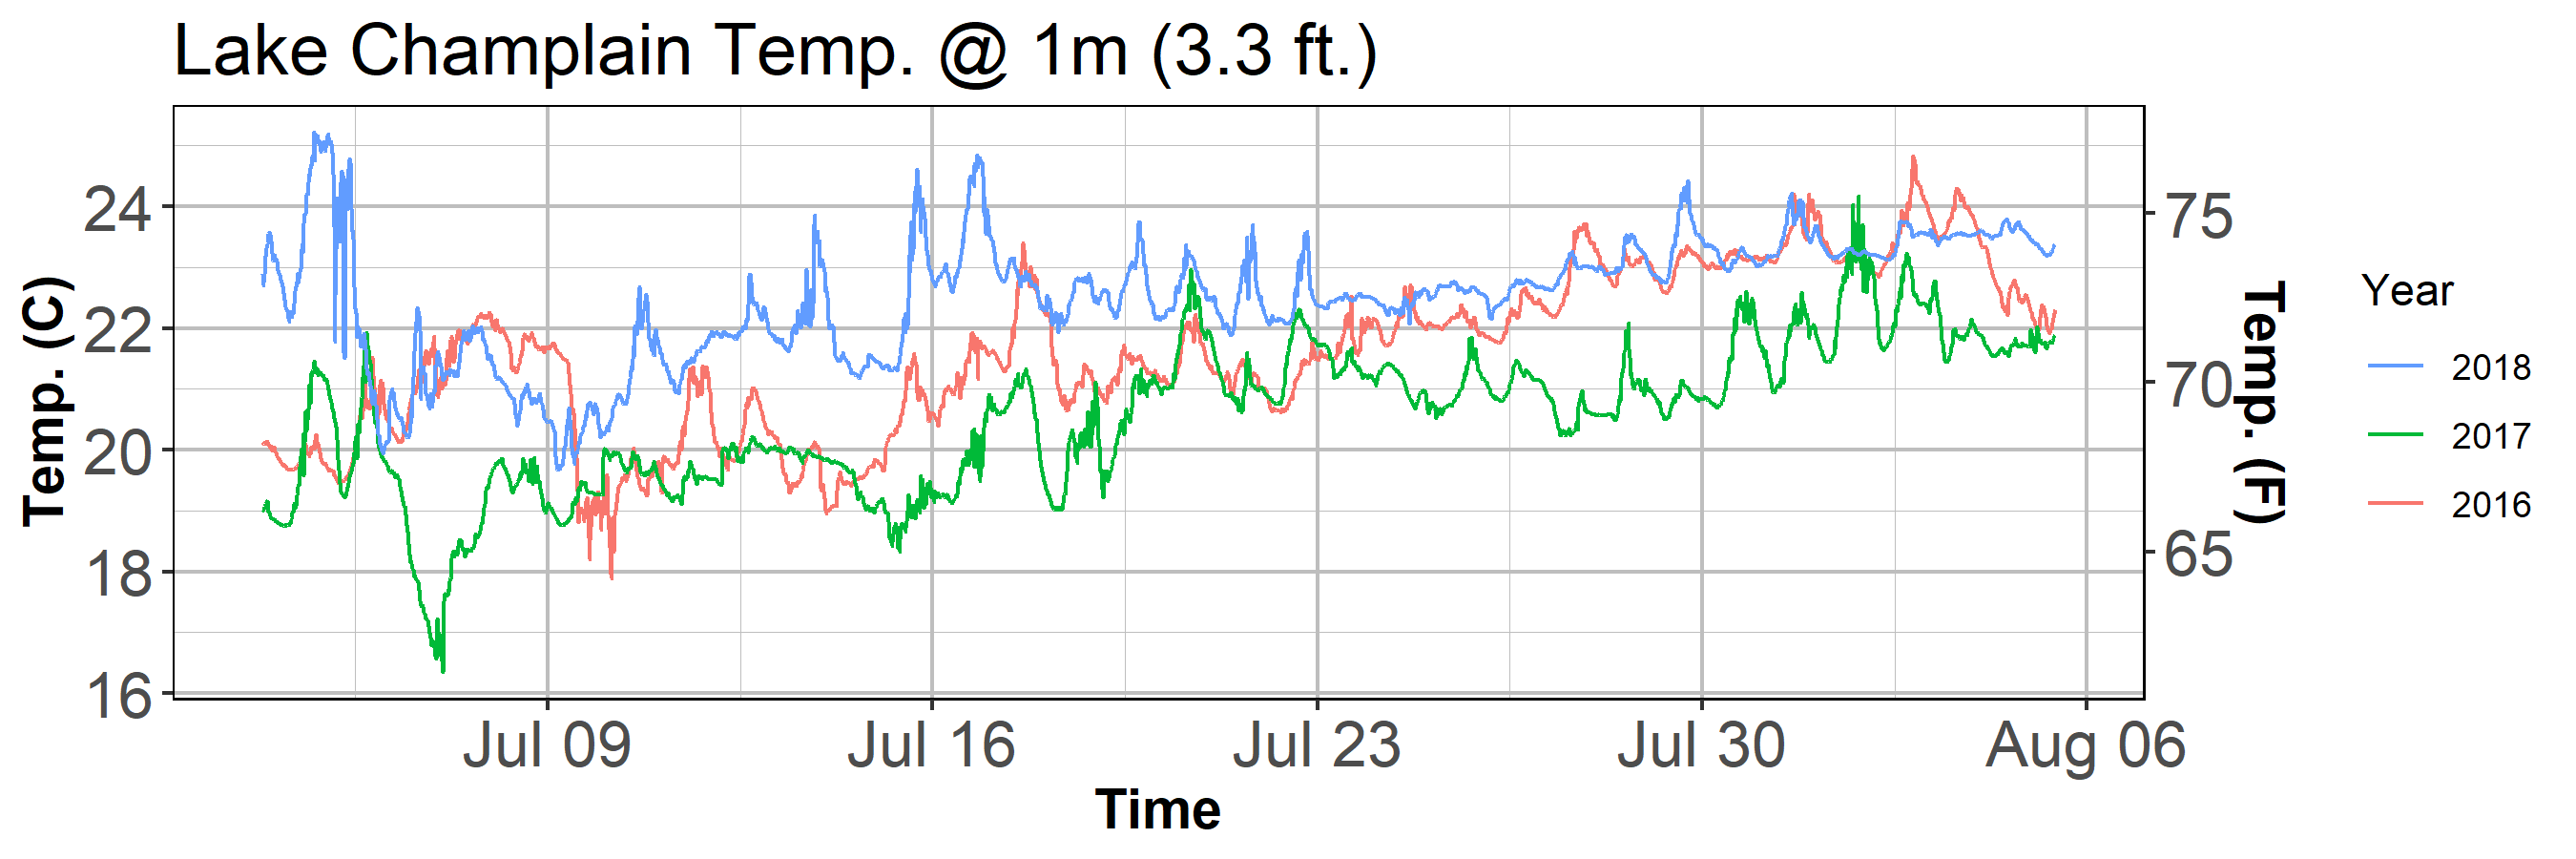 Lake Champlain Temp. @ 1m (3.3 ft.)
Temp. (C)
24
22
20
18
16
75
70
65
Temp. (F)
Jul 09
Jul 16
Jul 23
Jul 30
Aug 06
Time
Year
2018
2017
2016